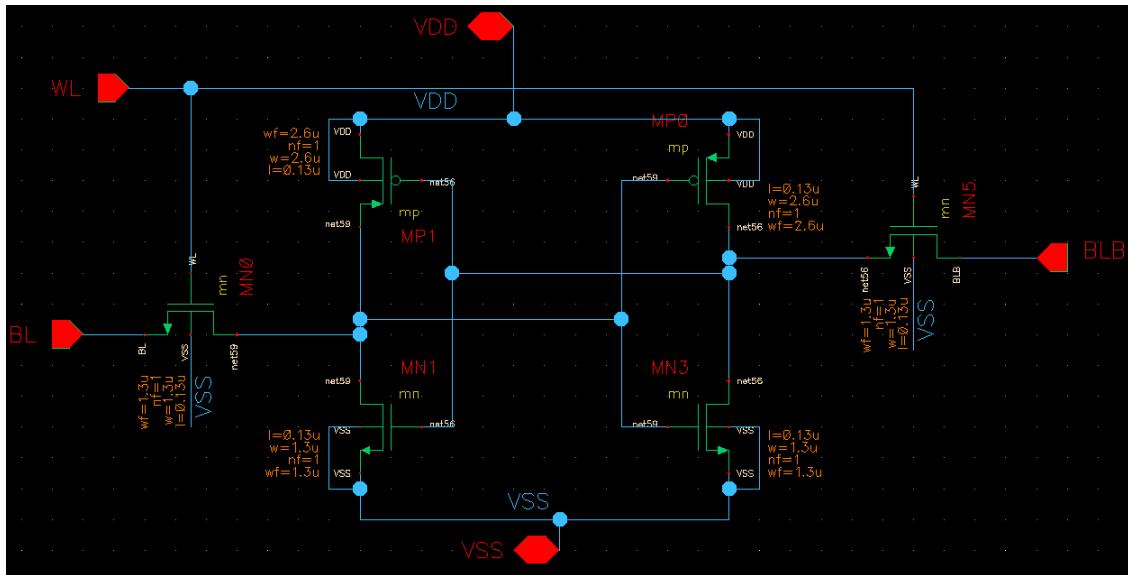 VDD
WL
VDD
MP0
mp
wf=2.6u
nf=1
w=2.6u
l=0.13u
VDD
VDD
net56
net59
mp
MP1
VDD
VDD
net59
net56
l=0.13u
w=2.6u
nf=1
wf=2.6u
WL
mn
MN5
BLB
net56
VSS
BLB
wf=1.3u
nf=1
w=1.3u
l=0.13u
VSS
WL
mn
MN0
BL
BL
VSS
net59
wf=1.3u
nf=1
w=1.3u
l=0.13u
VSS
net59
MN1
mn
net56
VSS
VSS
l=0.13u
w=1.3u
nf=1
wf=1.3u
MN3
mn
net56
net59
VSS
VSS
l=0.13u
w=1.3u
nf=1
wf=1.3u
VSS
VSS